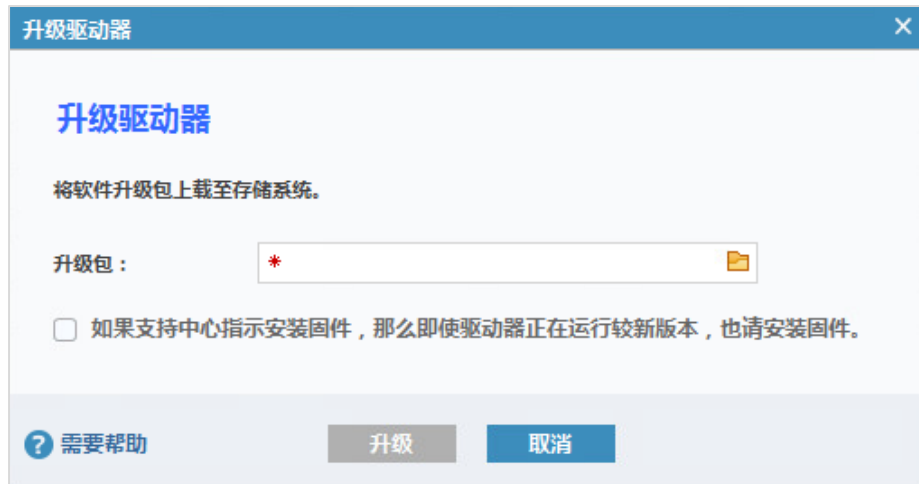 升级驱动器
升级驱动器
将软件升级包上载至存储系统。
升级包：
*
如果支持中心指示安装固件，那么即使驱动器正在运行较新版本，也请安装固件。
? 需要帮助
升级
取消